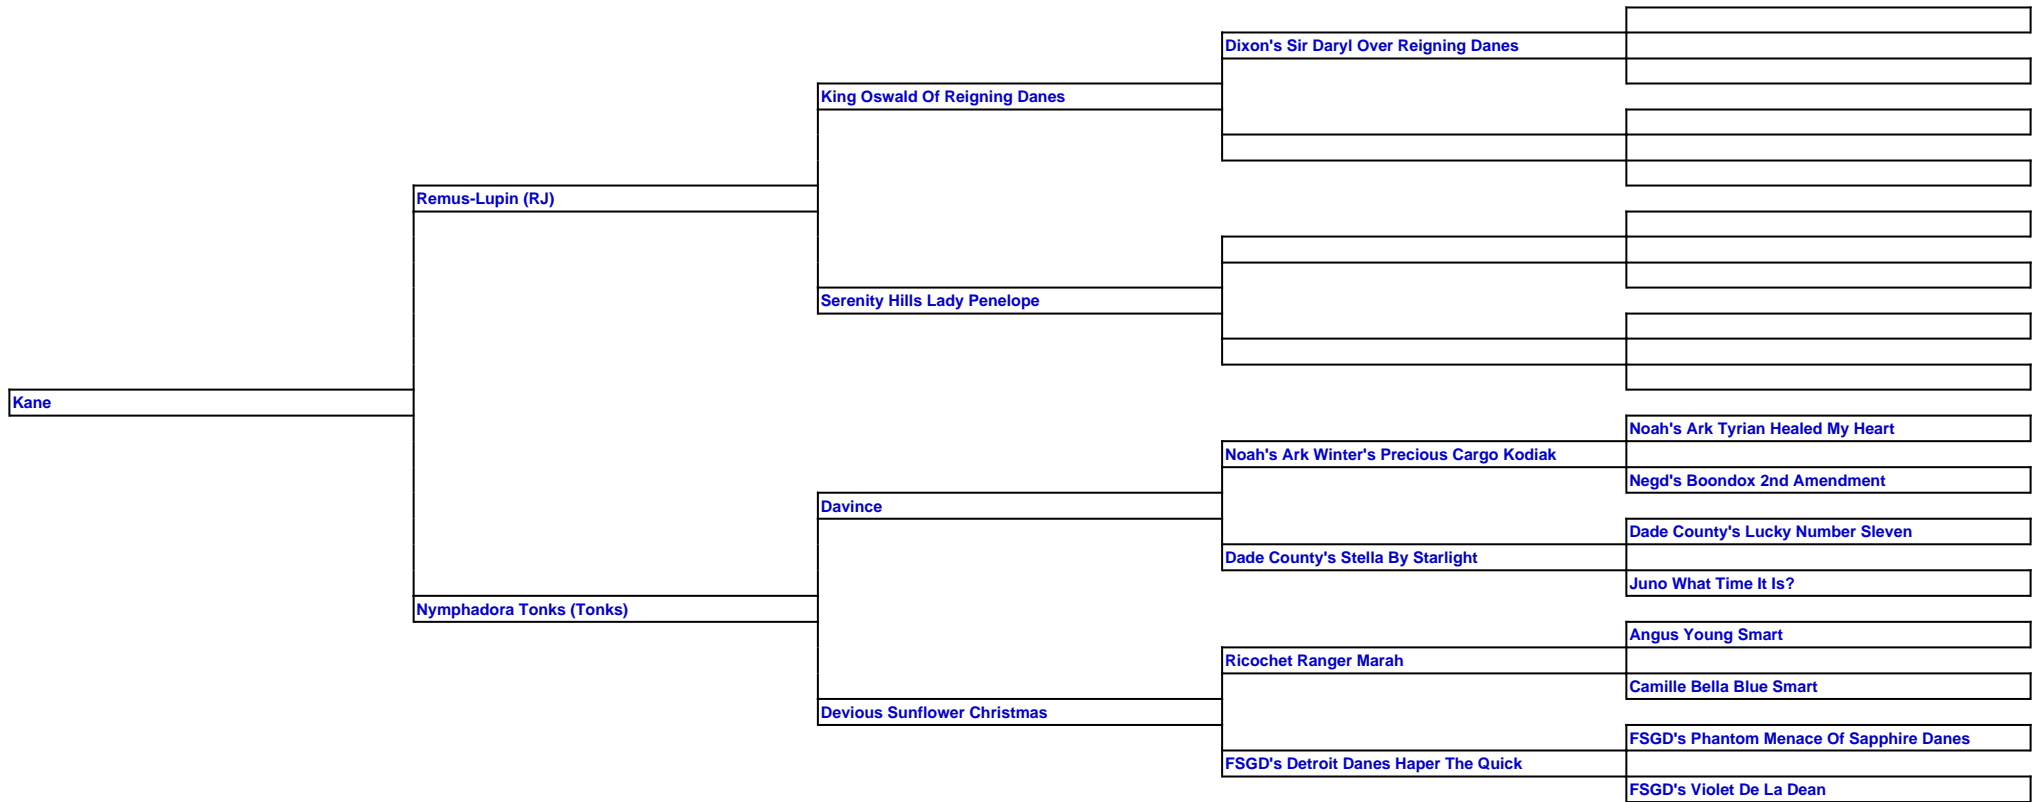 Dixon's Sir Daryl Over Reigning Danes
King Oswald Of Reigning Danes
Remus-Lupin (RJ)
Serenity Hills Lady Penelope
Kane
Noah's Ark Tyrian Healed My Heart
Noah's Ark Winter's Precious Cargo Kodiak
Negd's Boondox 2nd Amendment
Davince
Dade County's Lucky Number Sleven
Dade County's Stella By Starlight
Juno What Time It Is?
Nymphadora Tonks (Tonks)
Angus Young Smart
Ricochet Ranger Marah
Camille Bella Blue Smart
Devious Sunflower Christmas
FSGD's Phantom Menace Of Sapphire Danes
FSGD's Detroit Danes Haper The Quick
FSGD's Violet De La Dean